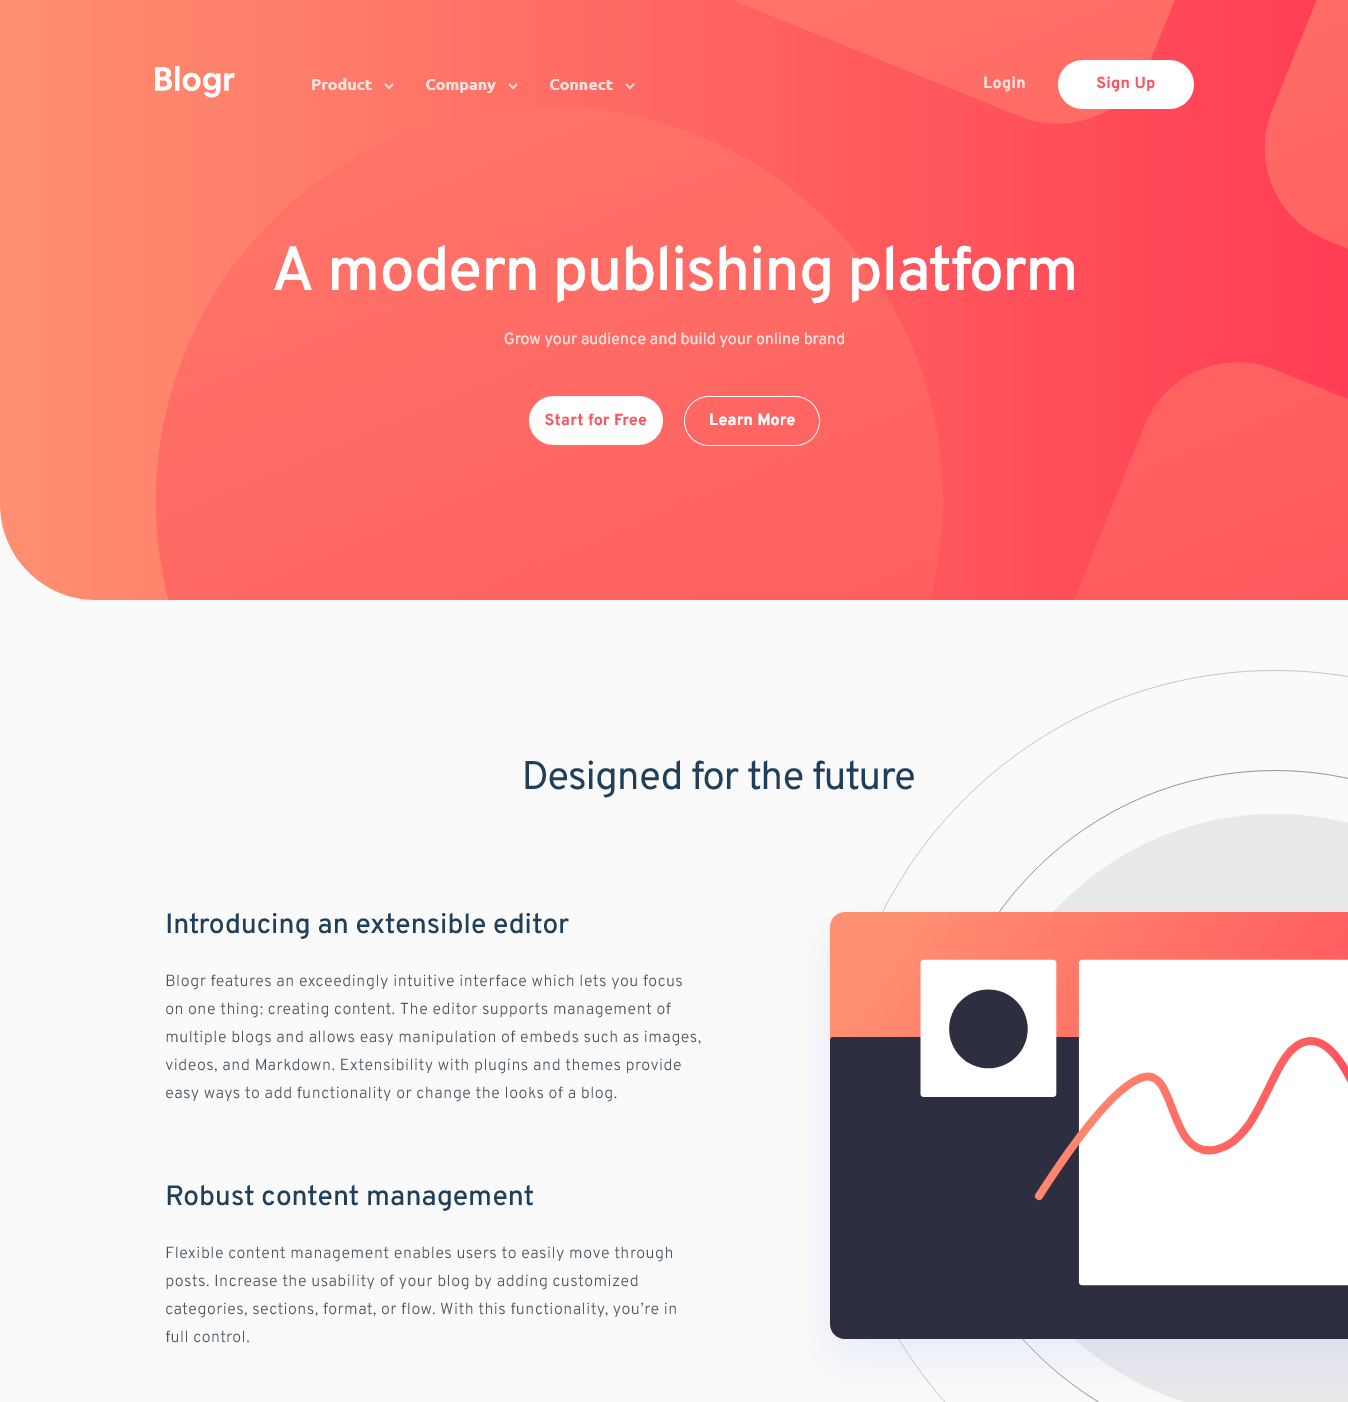 Blogr
Product
Company
Connect
Login
Sign Up
A modern publishing platform
Grow your audience and build your online brand
Start for Free
Learn More
Designed for the future
Introducing an extensible editor
Blogr features an exceedingly intuitive interface which lets you focus
on one thing: creating content. The editor supports management of
multiple blogs and allows easy manipulation of embeds such as images,
videos, and Markdown. Extensibility with plugins and themes provide
easy ways to add functionality or change the looks of a blog.
Robust content management
Flexible content management enables users to easily move through
posts. Increase the usability of your blog by adding customized
categories, sections, format, or flow. With this functionality, you’re in
full control.